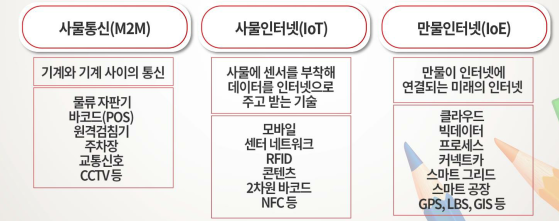 사물통신(M2M)
기계와 기계 사이의 통신
물류 자판기
바코드(POS)
원격검침기
주차장
교통신호
CCTV 등
사물인터넷(IoT)
사물에 센서를 부착해
데이터를 인터넷으로
주고 받는 기술
모바일
센터 네트워크
RFID
콘텐츠
2차원 바코드
NFC 등
만물인터넷(IoE)
만물이 인터넷에
연결되는 미래의 인터넷
클라우드
빅데이터
프로세스
커넥트카
스마트 그리드
스마트 공장
GPS, LBS, GIS 등